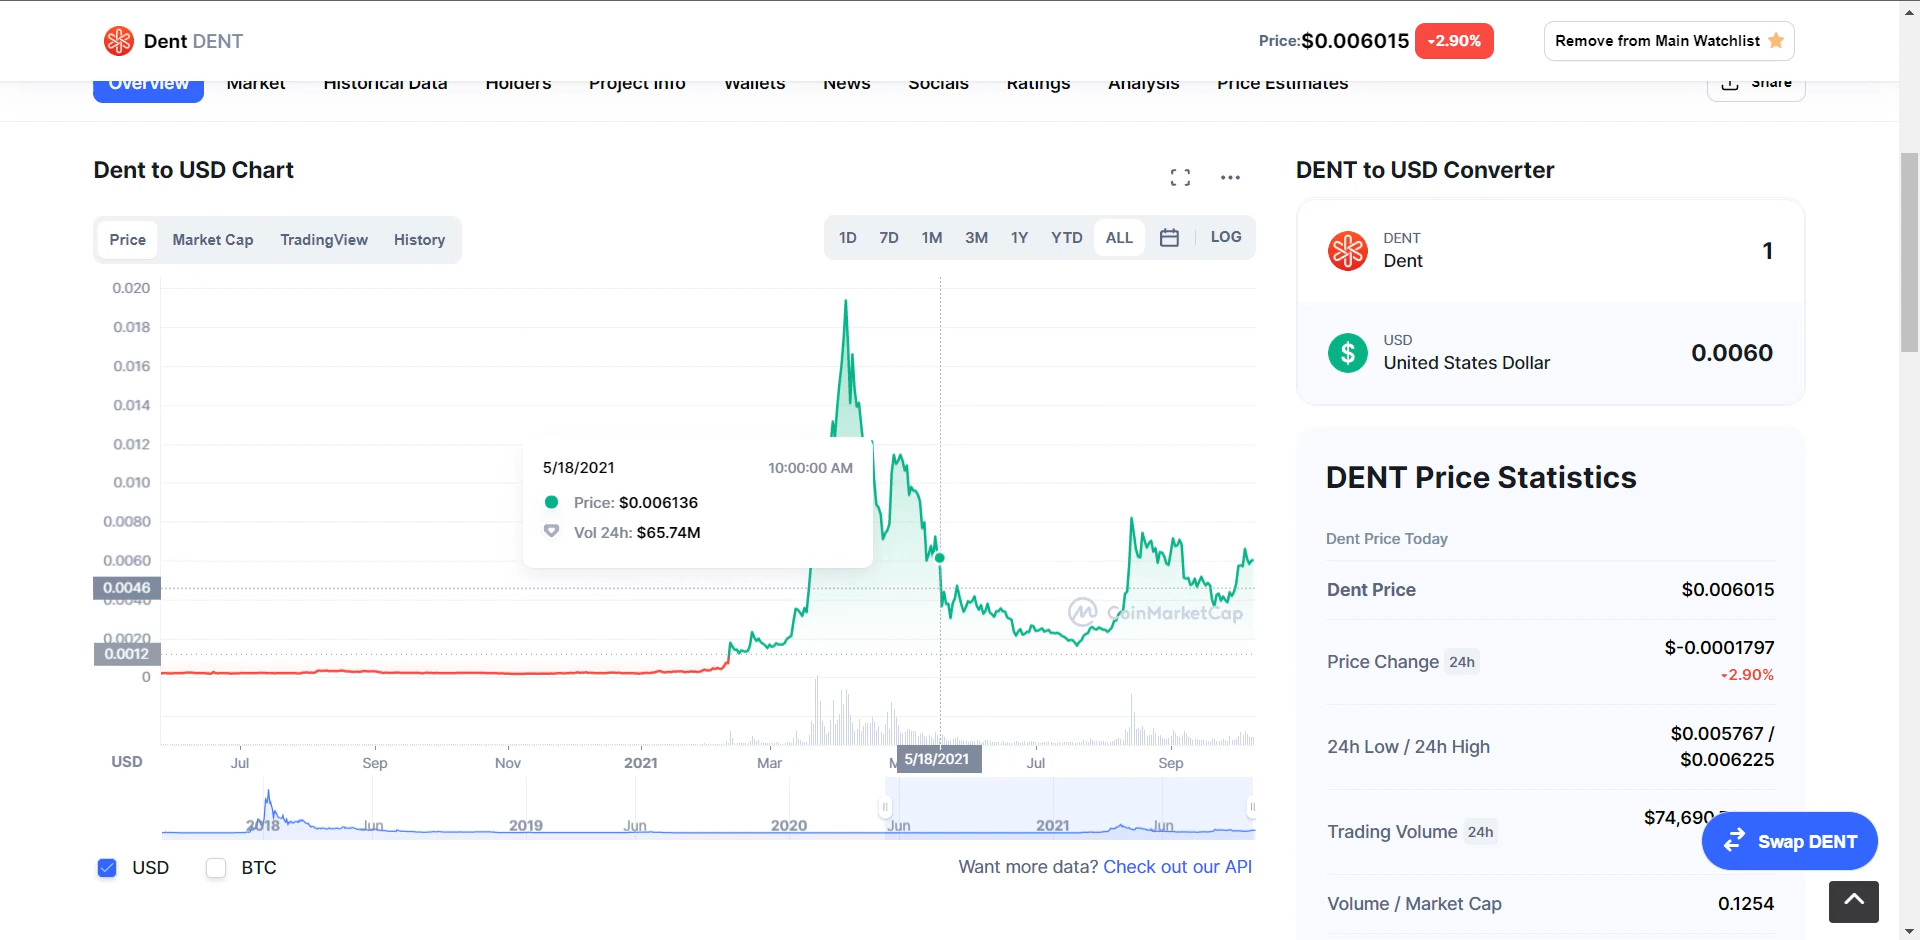 Dent DENT
Price:$0.006015 2.90% Remove from Main Watchlist
Overview Market Historical Data Holders Project Info Wallets News Socials Ratings Analysis Price Estimates Share
Dent to USD Chart
Price Market Cap TradingView History
1D 7D 1M 3M 1Y YTD ALL LOG
0.020
0.018
0.016
0.014
0.012
0.010
0.0080
0.0060
0.0046
0.0040
0.0020
0.0012
0
5/18/2021 10:00:00 AM
Price: $0.006136
Vol 24h: $65.74M
CoinMarketCap
USD Jul Sep Nov 2021 Mar 5/18/2021 Jul Sep
2018 Jun 2019 Jun 2020 Jun 2021 Jun
USD BTC
Want more data? Check out our API
DENT to USD Converter
DENT
Dent 1
USD
United States Dollar 0.0060
DENT Price Statistics
Dent Price Today
Dent Price $0.006015
Price Change 24h $-0.0001797
2.90%
24h Low / 24h High $0.005767 /
$0.006225
Trading Volume 24h $74,690
Swap DENT
Volume / Market Cap 0.1254